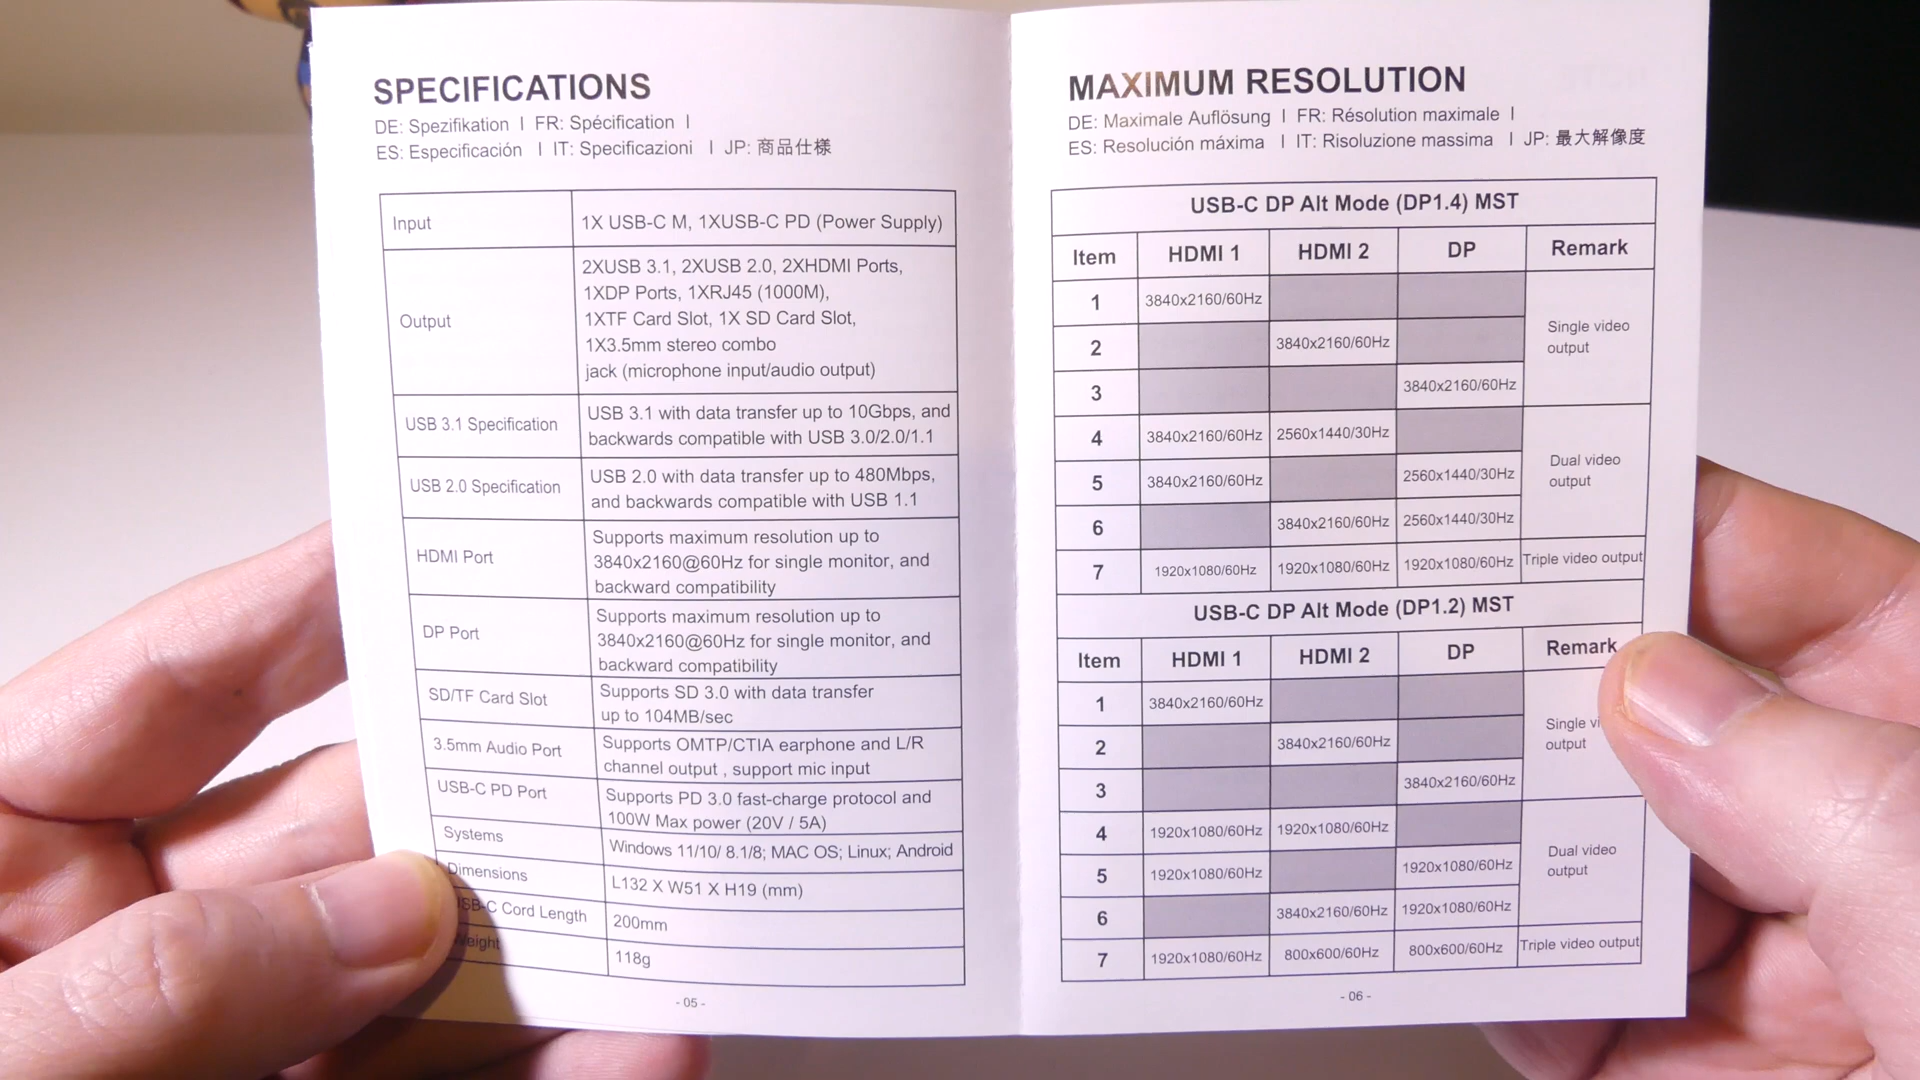 SPECIFICATIONS
DE: Spezifikation I FR: Spécification I
ES: Especificación I IT: Specificazioni I JP: 商品仕様
Input
1X USB-C M, 1XUSB-C PD (Power Supply)
Output
2XUSB 3.1, 2XUSB 2.0, 2XHDMI Ports,
1XDP Ports, 1XRJ45 (1000M),
1XTF Card Slot, 1X SD Card Slot,
1X3.5mm stereo combo
jack (microphone input/audio output)
USB 3.1 Specification
USB 3.1 with data transfer up to 10Gbps, and
backwards compatible with USB 3.0/2.0/1.1
USB 2.0 Specification
USB 2.0 with data transfer up to 480Mbps,
and backwards compatible with USB 1.1
HDMI Port
Supports maximum resolution up to
3840x2160@60Hz for single monitor, and
backward compatibility
DP Port
Supports maximum resolution up to
3840x2160@60Hz for single monitor, and
backward compatibility
SD/TF Card Slot
Supports SD 3.0 with data transfer
up to 104MB/sec
3.5mm Audio Port
Supports OMTP/CTIA earphone and L/R
channel output , support mic input
USB-C PD Port
Supports PD 3.0 fast-charge protocol and
100W Max power (20V / 5A)
Systems
Windows 11/10/ 8.1/8; MAC OS; Linux; Android
Dimensions
L132 X W51 X H19 (mm)
USB-C Cord Length
200mm
Weight
118g
- 05 -
MAXIMUM RESOLUTION
DE: Maximale Auflösung I FR: Résolution maximale I
ES: Resolución máxima I IT: Risoluzione massima I JP: 最大解像度
USB-C DP Alt Mode (DP1.4) MST
Item HDMI 1 HDMI 2 DP Remark
1 3840x2160/60Hz
2 3840x2160/60Hz
3 3840x2160/60Hz
Single video
output
4 3840x2160/60Hz 2560x1440/30Hz
5 3840x2160/60Hz 2560x1440/30Hz
6 3840x2160/60Hz 2560x1440/30Hz
Dual video
output
7 1920x1080/60Hz 1920x1080/60Hz 1920x1080/60Hz Triple video output
USB-C DP Alt Mode (DP1.2) MST
Item HDMI 1 HDMI 2 DP Remark
1 3840x2160/60Hz
2 3840x2160/60Hz
3 3840x2160/60Hz
Single vi
output
4 1920x1080/60Hz 1920x1080/60Hz
5 1920x1080/60Hz 1920x1080/60Hz
6 3840x2160/60Hz 1920x1080/60Hz
Dual video
output
7 1920x1080/60Hz 800x600/60Hz 800x600/60Hz Triple video output
- 06 -